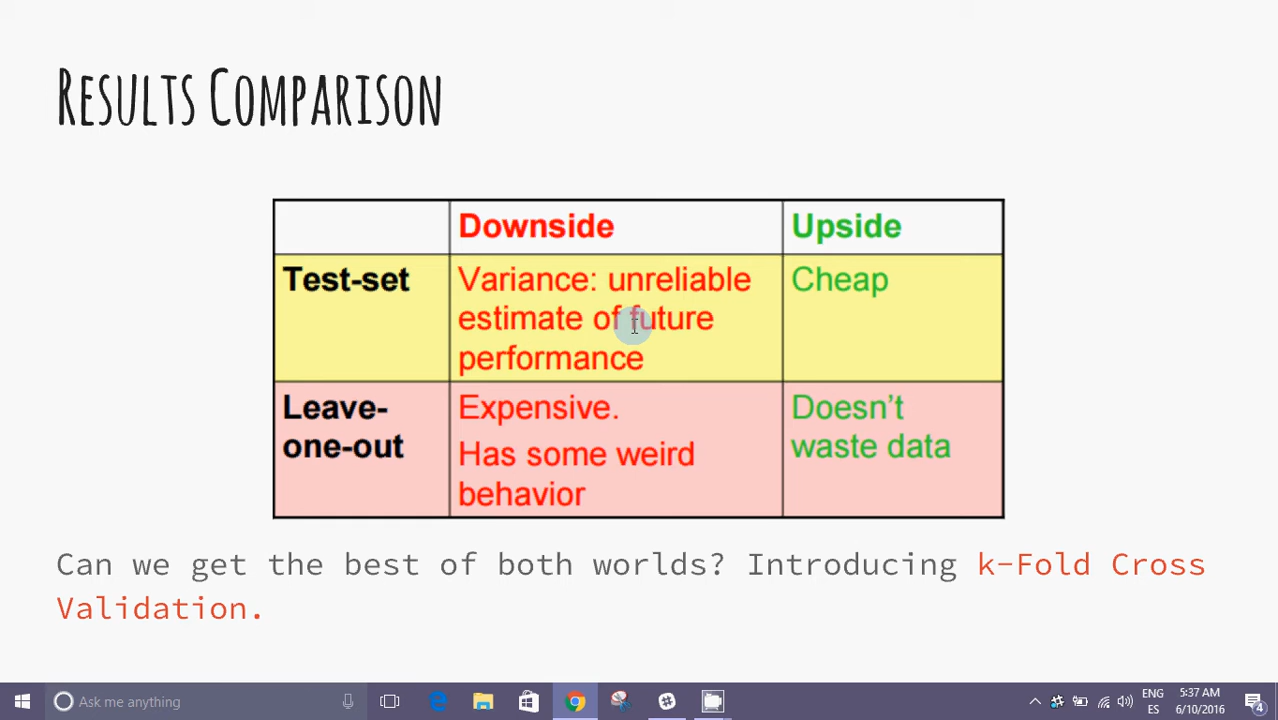 Results Comparison
Downside Upside
Test-set Variance: unreliable estimate of future performance Cheap
Leave-one-out Expensive. Has some weird behavior Doesn't waste data
Can we get the best of both worlds? Introducing k-Fold Cross
Validation.
Ask me anything
ENG
ES
5:37 AM
6/10/2016
4